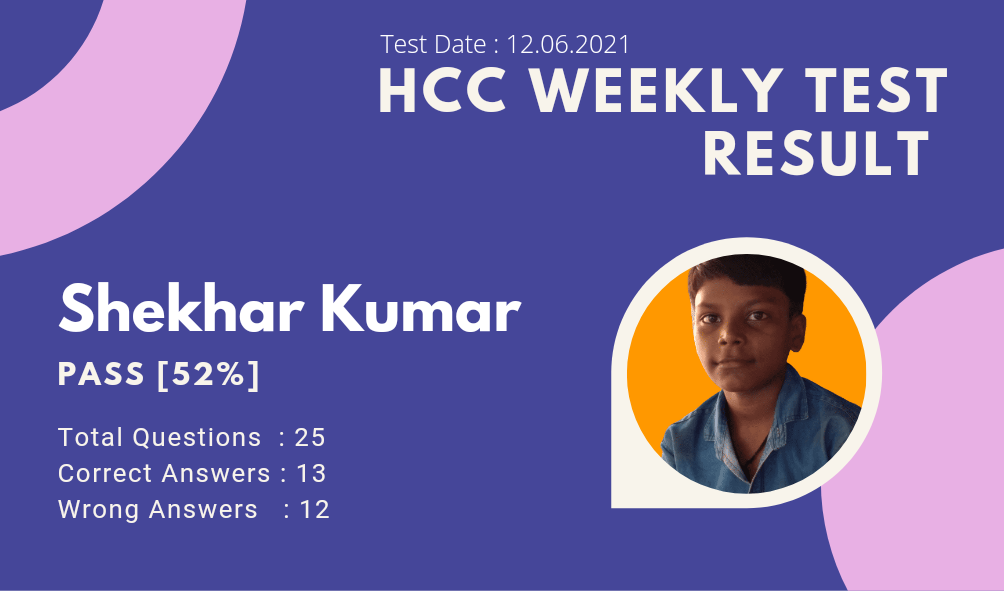 Test Date : 12.06.2021
HCC WEEKLY TEST
RESULT
Shekhar Kumar
PASS [52%]
Total Questions : 25
Correct Answers : 13
Wrong Answers : 12